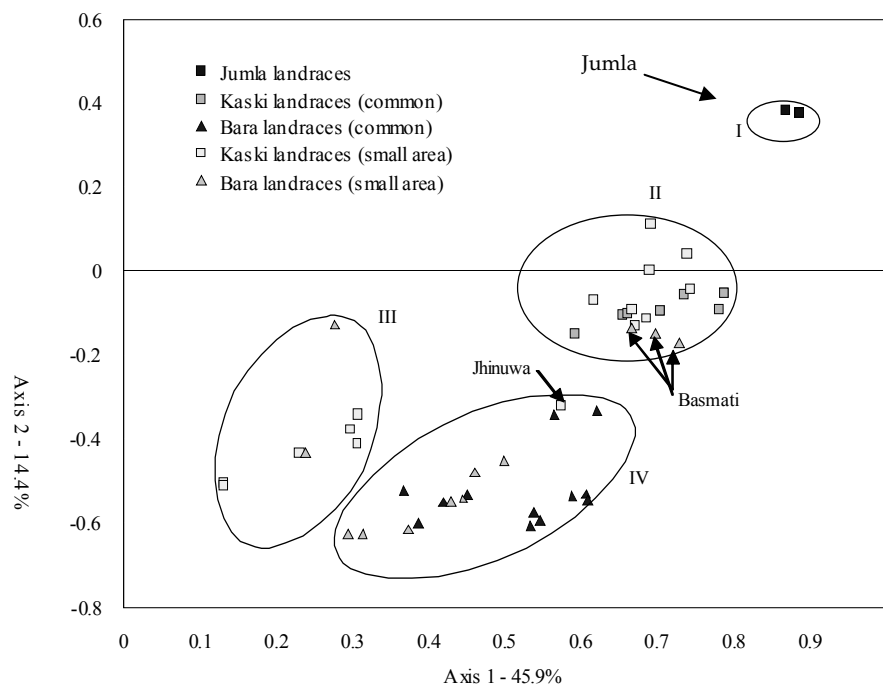 0.6
0.4
0.2
0
-0.2
-0.4
-0.6
-0.8
Axis 2 - 14.4%
Jumla landraces
Kaski landraces (common)
Bara landraces (common)
Kaski landraces (small area)
Bara landraces (small area)
Jumla
I
II
III
Jhinuwa
Basmati
IV
0 0.1 0.2 0.3 0.4 0.5 0.6 0.7 0.8 0.9
Axis 1 - 45.9%